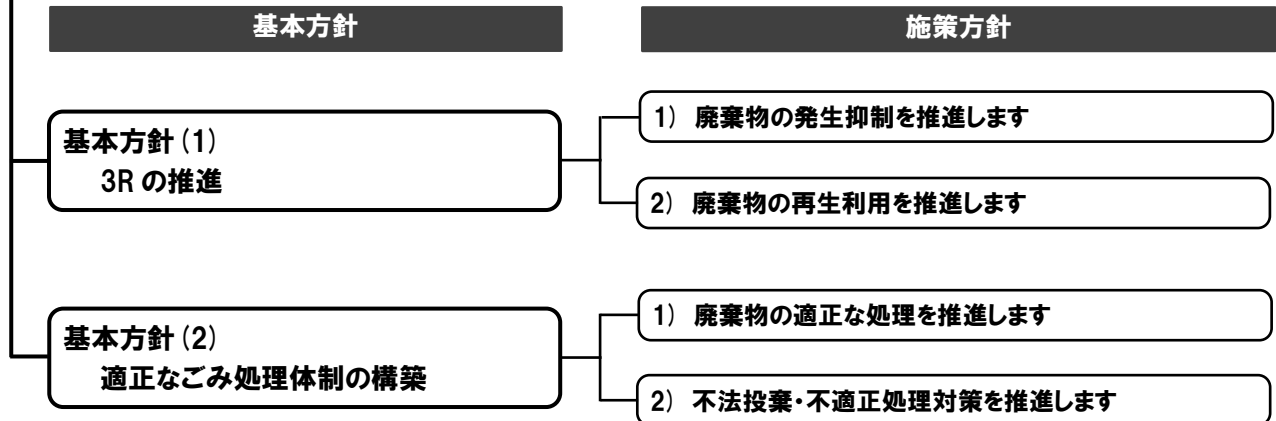 基本方針
施策方針
基本方針(1)
3R の推進
1) 廃棄物の発生抑制を推進します
2) 廃棄物の再生利用を推進します
基本方針(2)
適正なごみ処理体制の構築
1) 廃棄物の適正な処理を推進します
2) 不法投棄・不適正処理対策を推進します